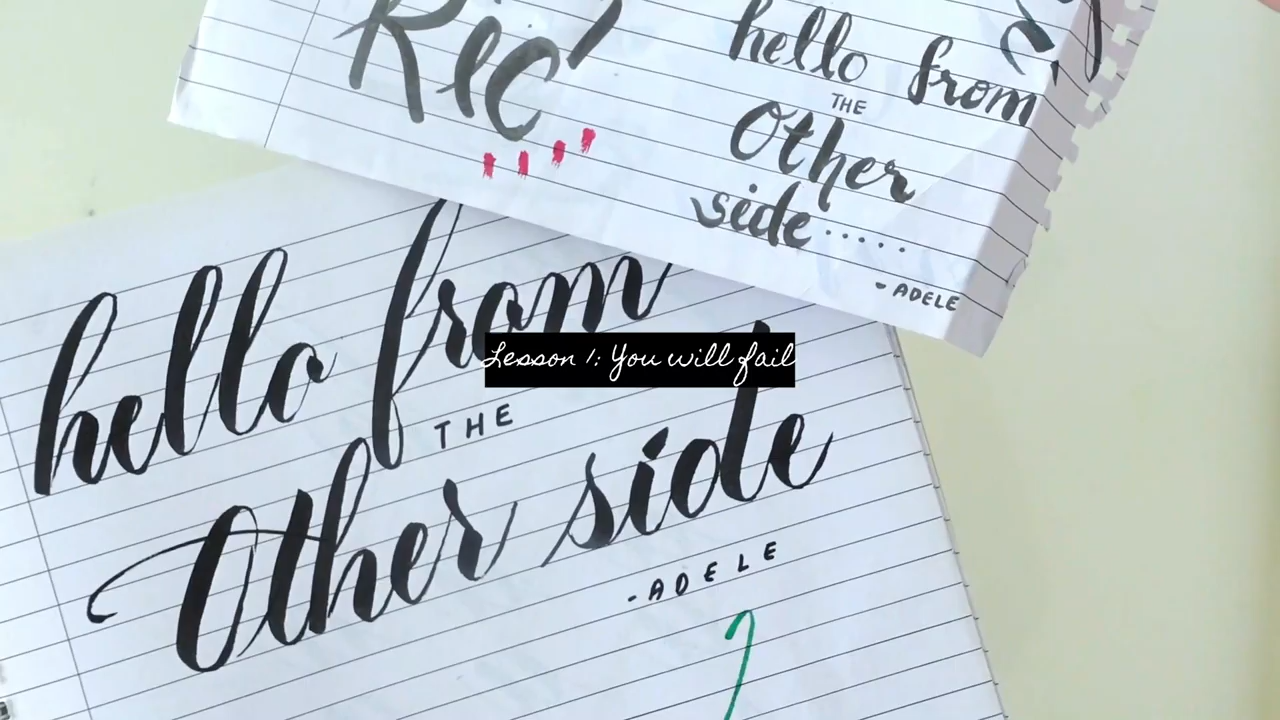 hello from
THE
Other
side.....
- ADELE
hello from
THE
Other side
- ADELE
Lesson 1: You will fail